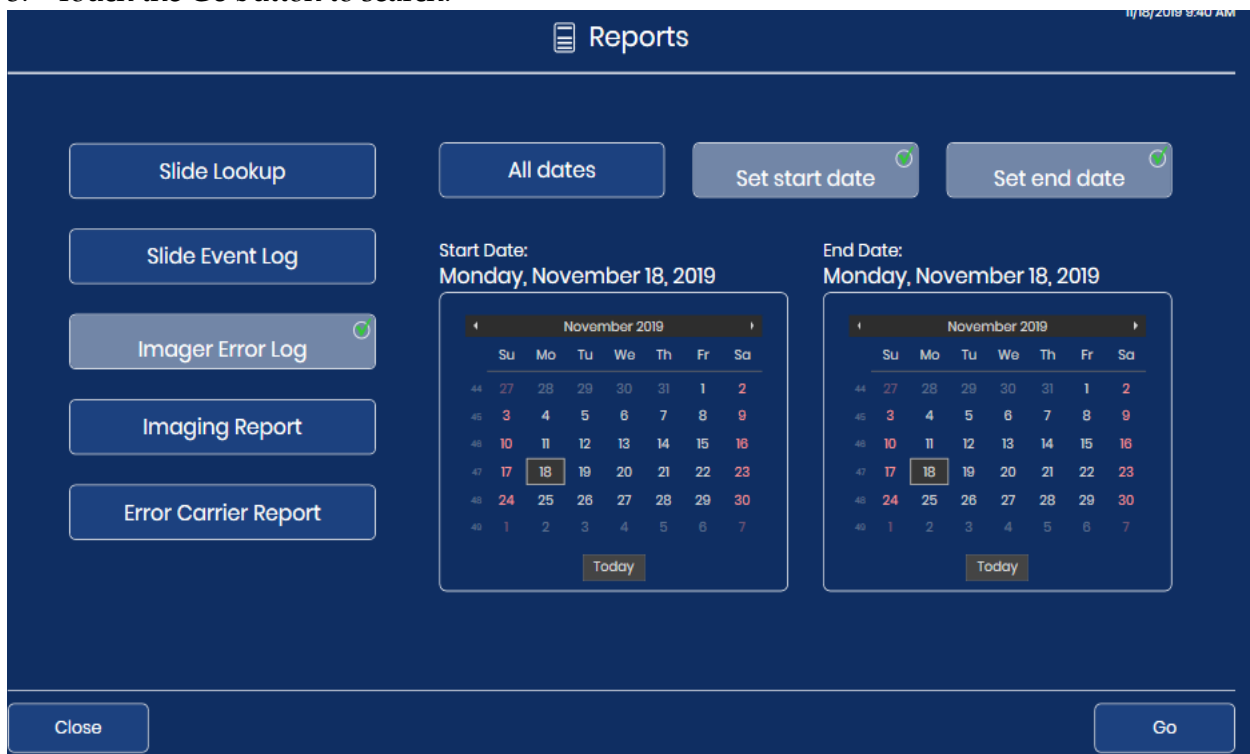 Touch the Go button to search.
11/18/2019 9:40 AM
Reports
Slide Lookup
Slide Event Log
Imager Error Log
Imaging Report
Error Carrier Report
All dates
Set start date
Set end date
Start Date:
Monday, November 18, 2019
November 2019
Su Mo Tu We Th Fr Sa
44 27 28 29 30 31 1 2
45 3 4 5 6 7 8 9
46 10 11 12 13 14 15 16
47 17 18 19 20 21 22 23
48 24 25 26 27 28 29 30
49 1 2 3 4 5 6 7
Today
End Date:
Monday, November 18, 2019
November 2019
Su Mo Tu We Th Fr Sa
44 27 28 29 30 31 1 2
45 3 4 5 6 7 8 9
46 10 11 12 13 14 15 16
47 17 18 19 20 21 22 23
48 24 25 26 27 28 29 30
49 1 2 3 4 5 6 7
Today
Close
Go